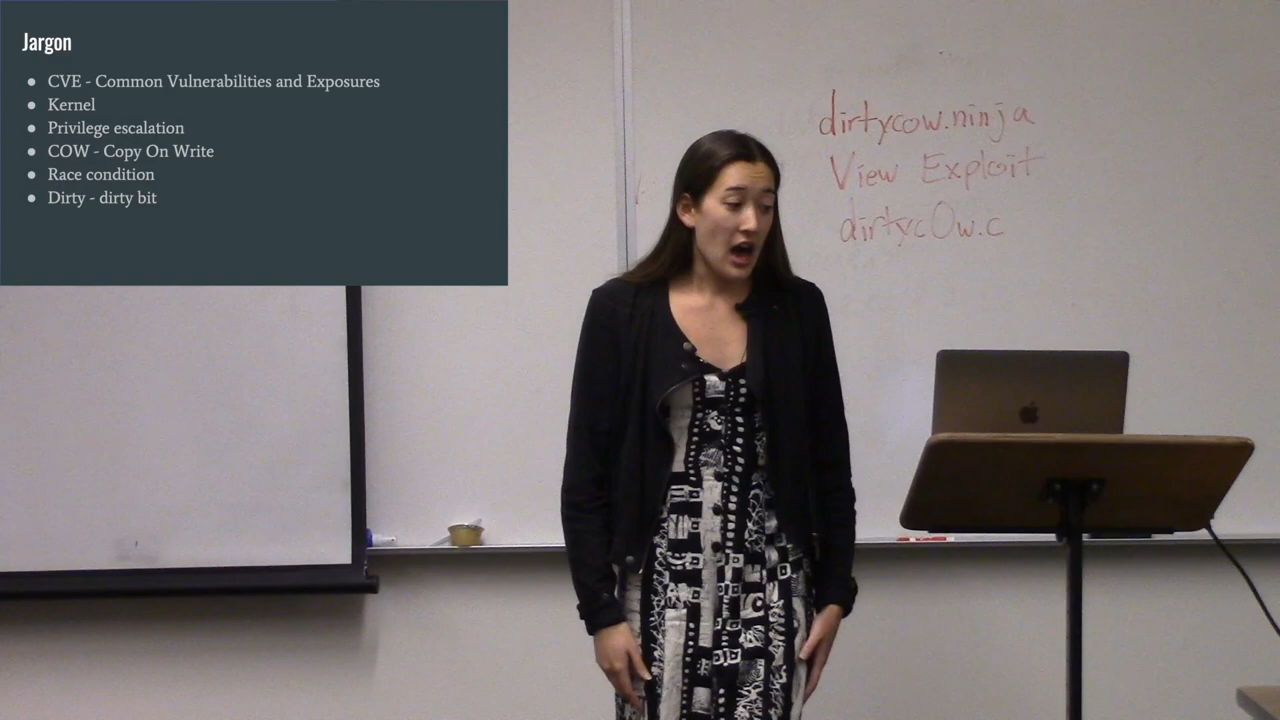 Jargon
● CVE - Common Vulnerabilities and Exposures
● Kernel
● Privilege escalation
● COW - Copy On Write
● Race condition
● Dirty - dirty bit
dirtycow.ninja
View Exploit
dirtyc0w.c